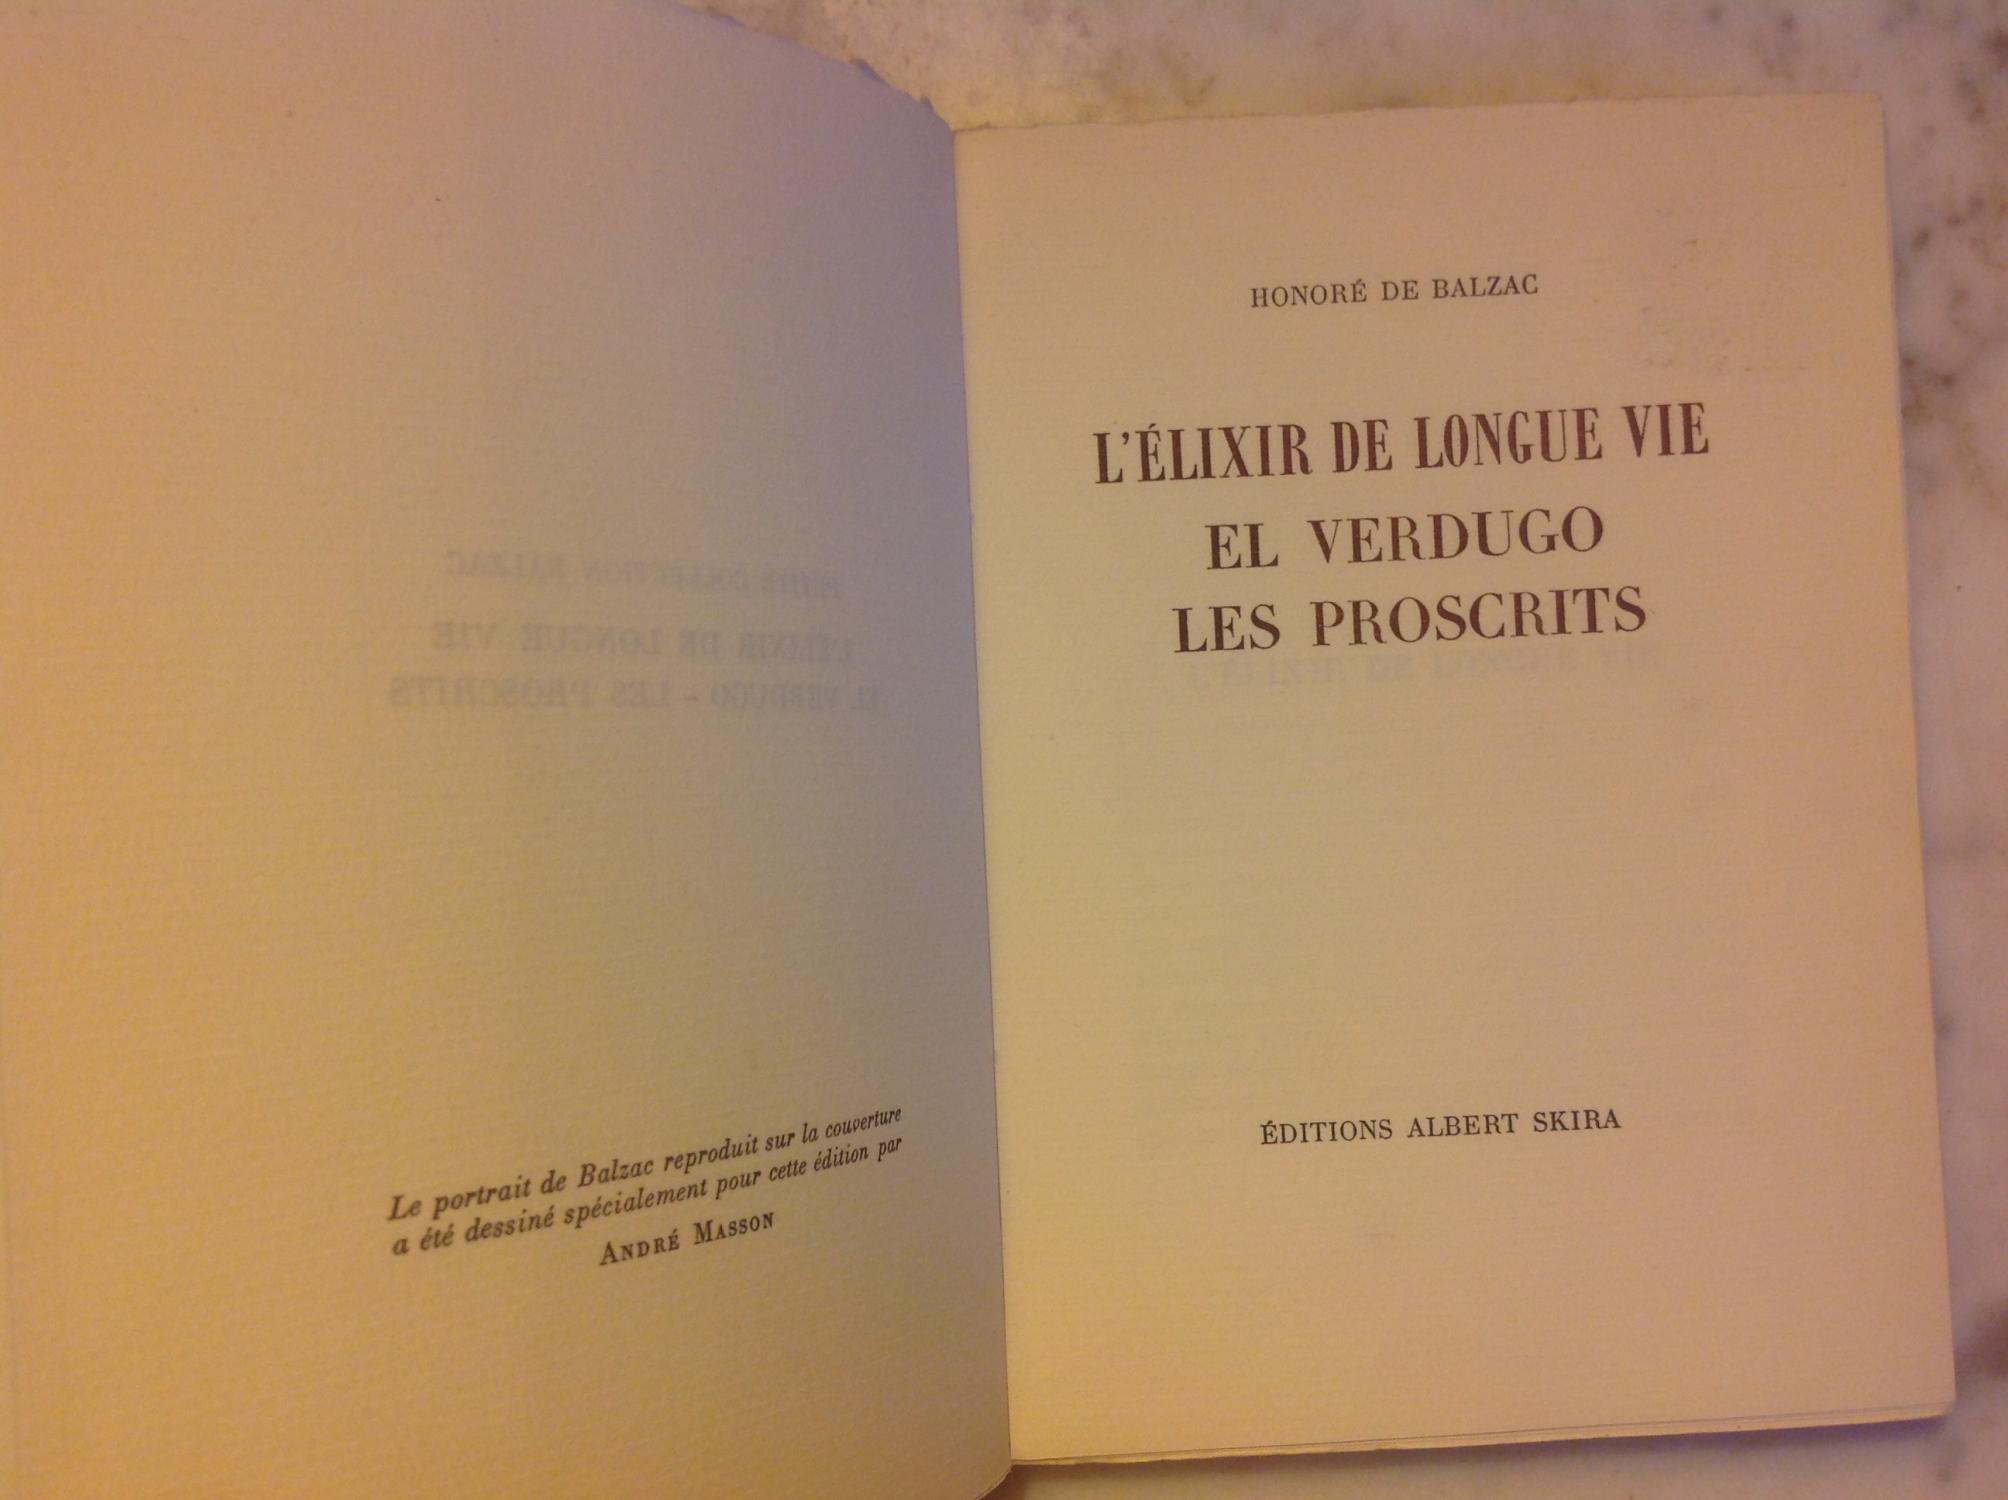 Le portrait de Balzac reproduit sur la couverture
a été dessiné spécialement pour cette édition par
ANDRÉ MASSON
HONORÉ DE BALZAC
L'ÉLIXIR DE LONGUE VIE
EL VERDUGO
LES PROSCRITS
ÉDITIONS ALBERT SKIRA